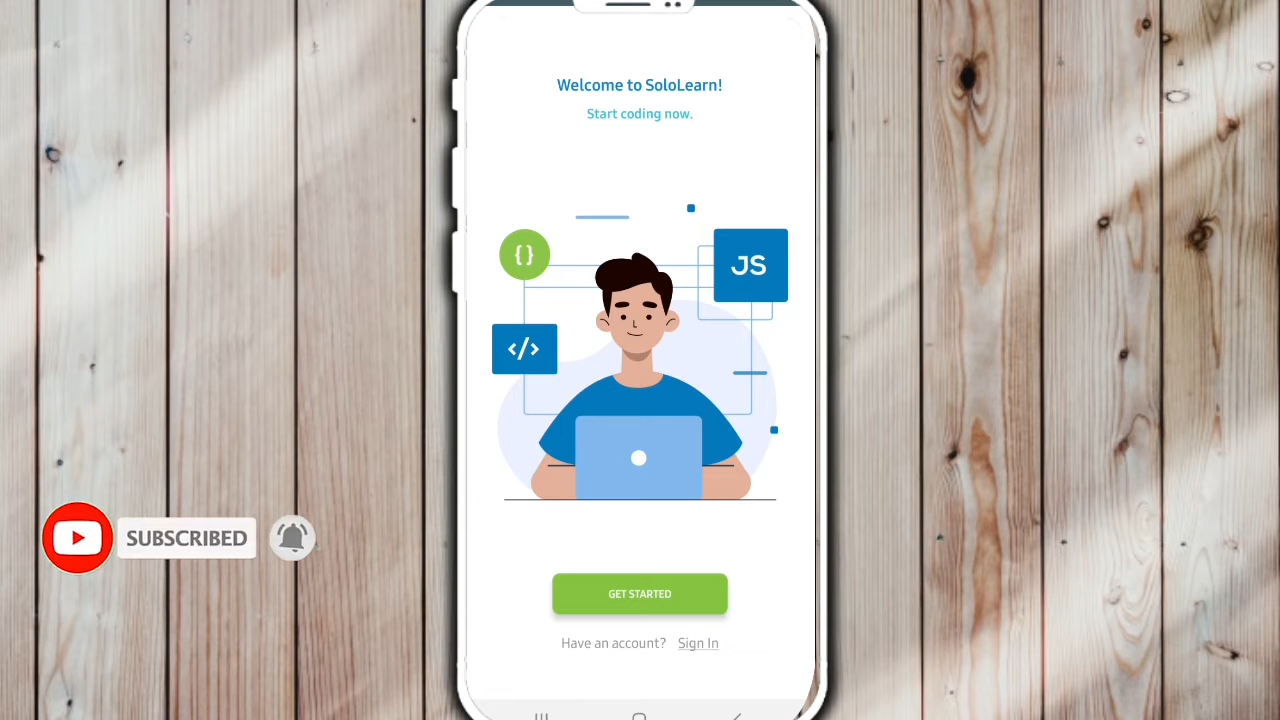 Welcome to SoloLearn!
Start coding now.
{ }
JS
</>
SUBSCRIBED
GET STARTED
Have an account? Sign In